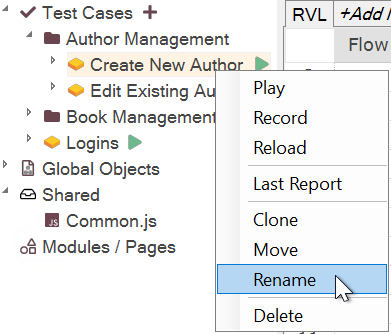 Test Cases
Author Management
Create New Author
Edit Existing Au
Book Management
Logins
Global Objects
Shared
JS Common.js
Modules / Pages
RVL +Add
Flow
Play
Record
Reload
Last Report
Clone
Move
Rename
Delete